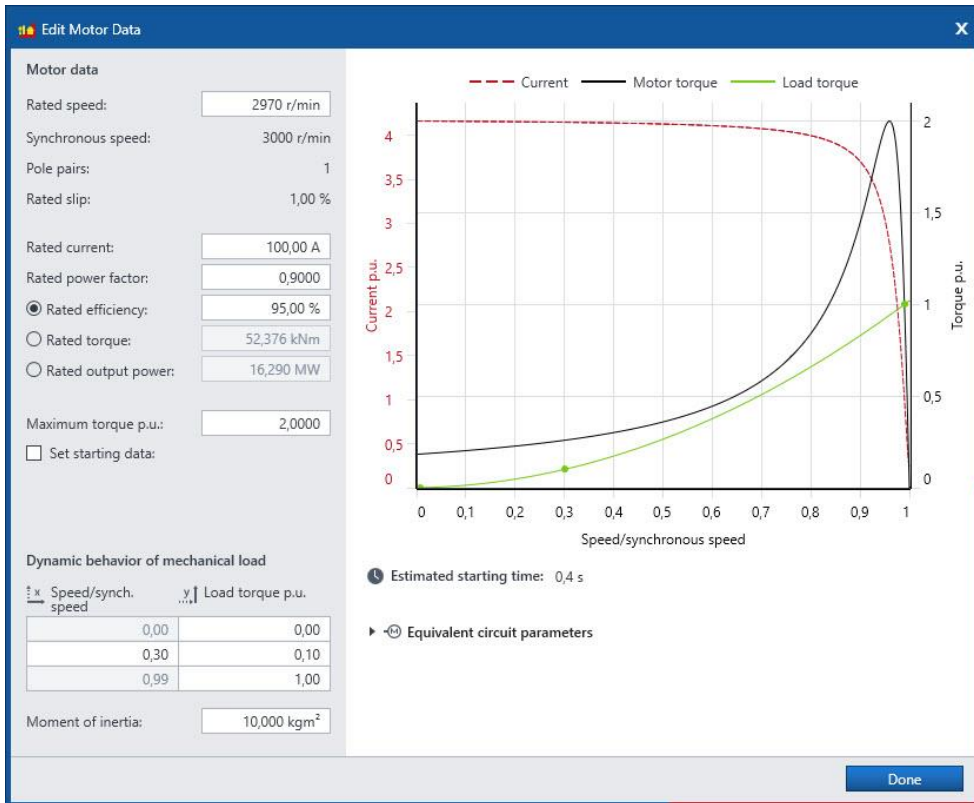 Edit Motor Data
X
Motor data
Rated speed: 2970 r/min
Synchronous speed: 3000 r/min
Pole pairs: 1
Rated slip: 1,00 %
Rated current: 100,00 A
Rated power factor: 0,9000
Rated efficiency: 95,00 %
Rated torque: 52,376 kNm
Rated output power: 16,290 MW
Maximum torque p.u.: 2,0000
Set starting data:
Dynamic behavior of mechanical load
x Speed/synch. speed y Load torque p.u.
0,00 0,00
0,30 0,10
0,99 1,00
Moment of inertia: 10,000 kgm²
Current Motor torque Load torque
Current p.u.
4
3,5
3
2,5
2
1,5
1
0,5
0
2
1,5
1
0,5
0
Torque p.u.
0 0,1 0,2 0,3 0,4 0,5 0,6 0,7 0,8 0,9 1
Speed/synchronous speed
Estimated starting time: 0,4 s
M Equivalent circuit parameters
Done